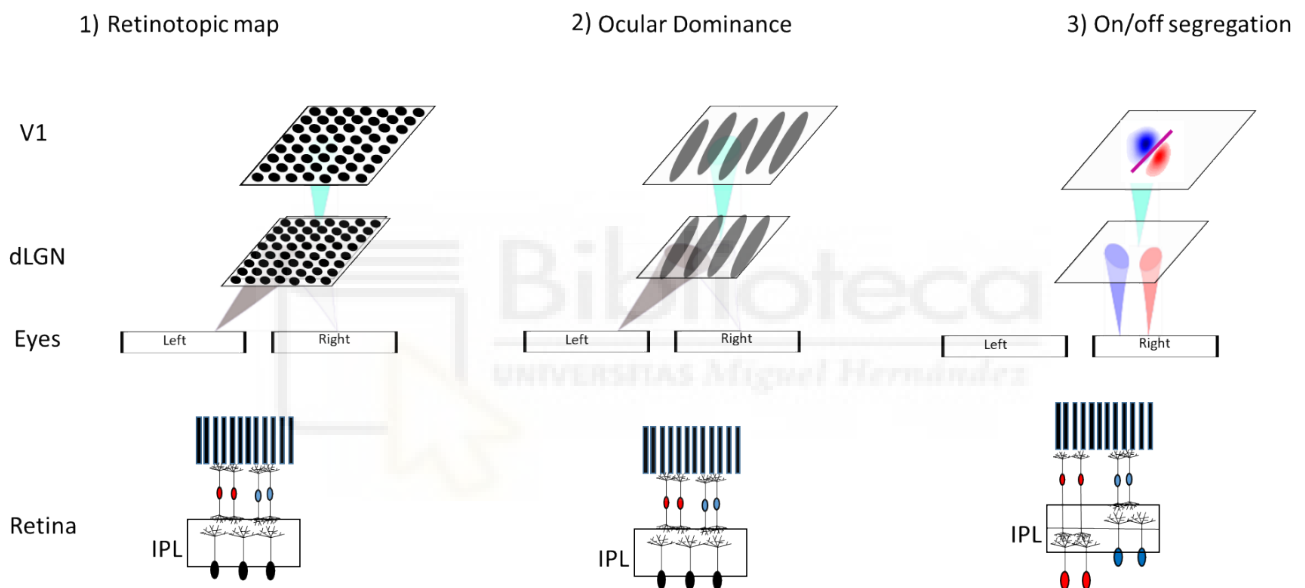 1) Retinotopic map
2) Ocular Dominance
3) On/off segregation
V1
dLGN
Eyes
Left
Right
Left
Right
Left
Right
Biblioteca
UNIVERSITAS Miguel Hernández
Retina
IPL
IPL
IPL